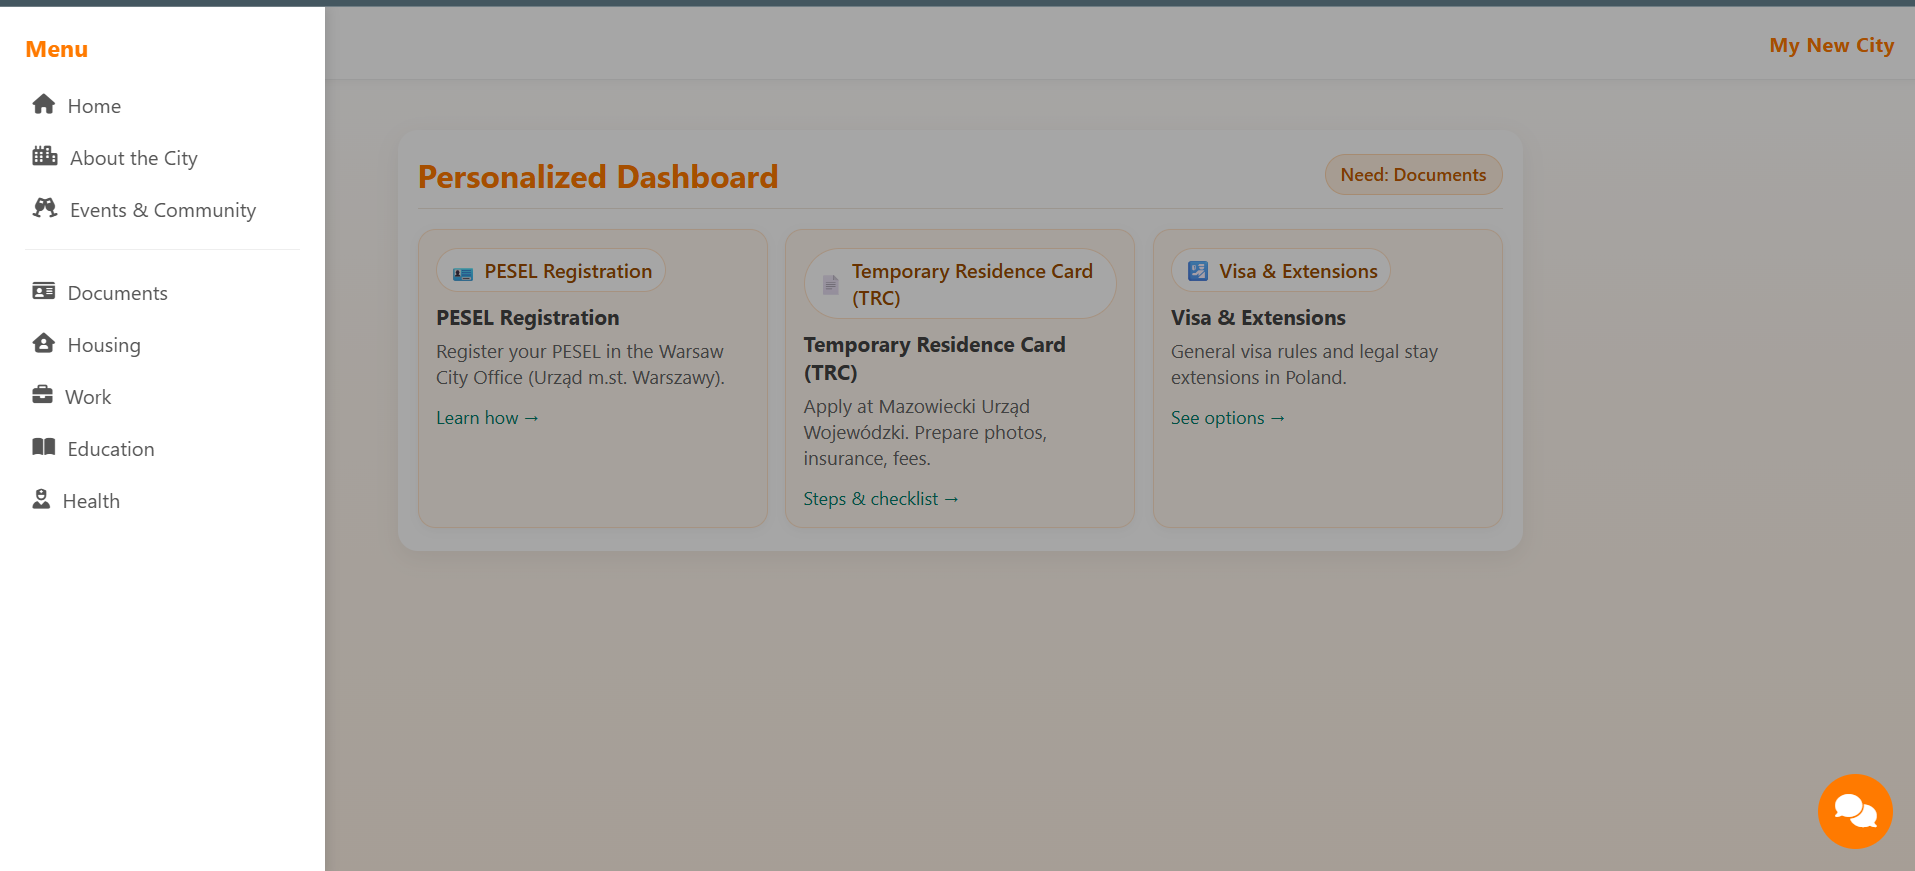 Menu
Home
About the City
Events & Community
Documents
Housing
Work
Education
Health
My New City
Personalized Dashboard
Need: Documents
PESEL Registration
PESEL Registration
Register your PESEL in the Warsaw
City Office (Urząd m.st. Warszawy).
Learn how →
Temporary Residence Card
(TRC)
Temporary Residence Card
(TRC)
Apply at Mazowiecki Urząd
Wojewódzki. Prepare photos,
insurance, fees.
Steps & checklist →
Visa & Extensions
Visa & Extensions
General visa rules and legal stay
extensions in Poland.
See options →